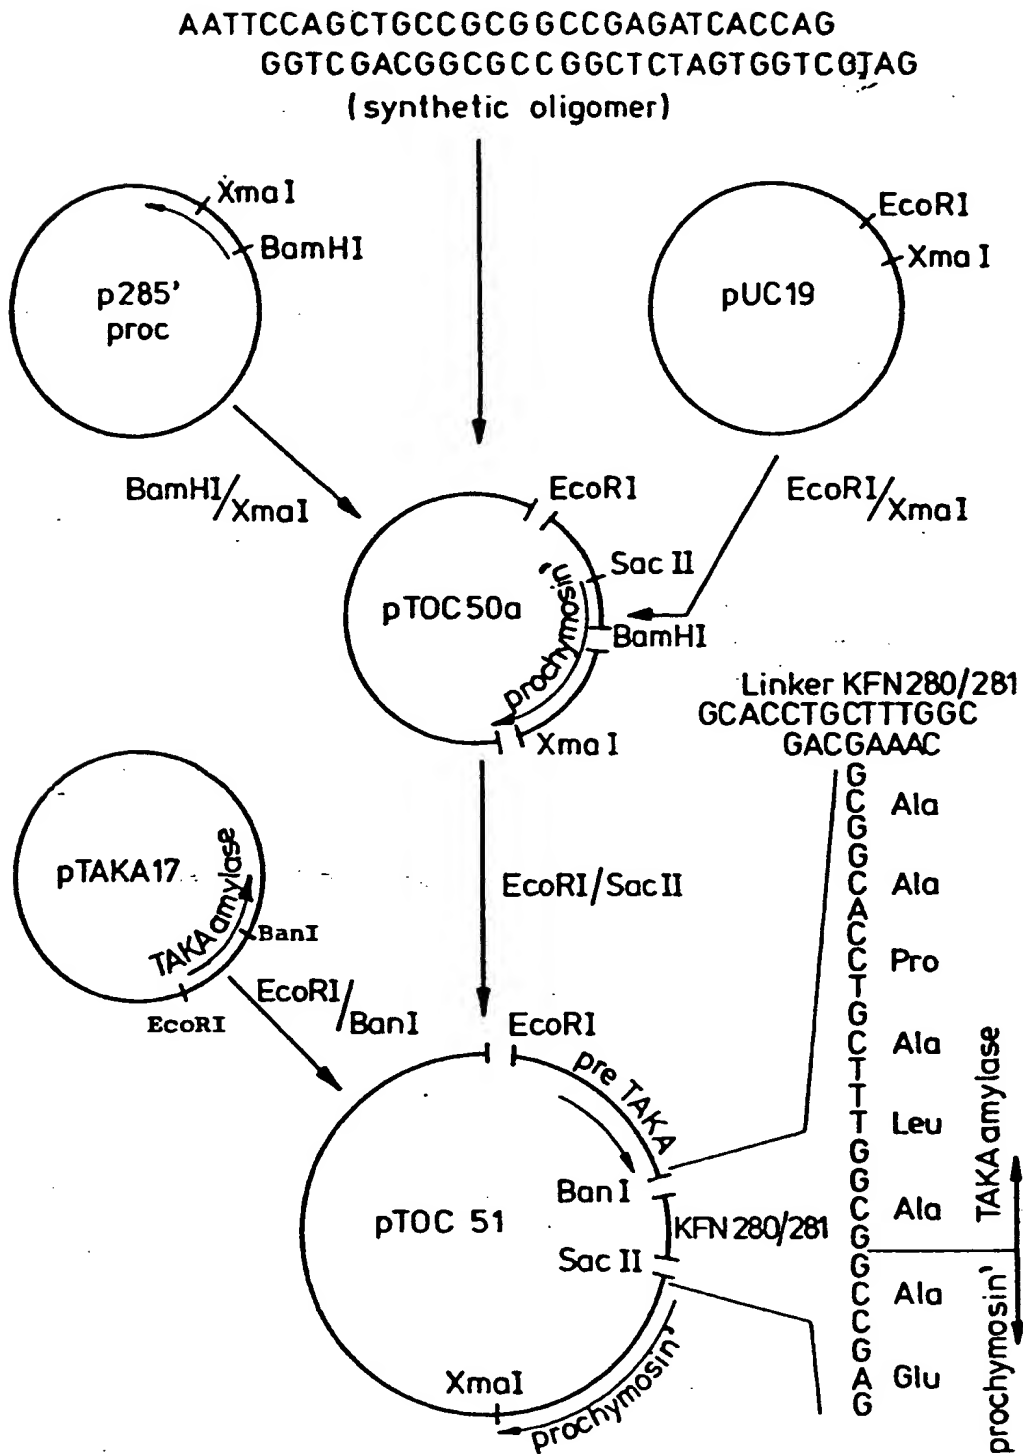 AATTCCAGCTGCCGCGGCCGAGATCACCAG
GGTCGACGGCGCCGGCTCTAGTGGTCGTAG
(synthetic oligomer)
XmaI
BamHI
p285'
proc
EcoRI
XmaI
pUC19
BamHI/XmaI
EcoRI/XmaI
EcoRI
SacII
pTOC50a
prochymosin'
BamHI
XmaI
Linker KFN280/281
GCACCTGCTTTGGC
GACGAAAC
pTAKA17
TAKA amylase
BanI
EcoRI
EcoRI/SacII
EcoRI/BanI
G
C Ala
G
G
C Ala
A
C
C Pro
T
G
C Ala
T
T
T Leu
G
G
C Ala
G
G
C Ala
C
G
A Glu
G
TAKA amylase
prochymosin'
EcoRI
pre TAKA
BanI
pTOC 51
KFN280/281
SacII
XmaI
prochymosin'